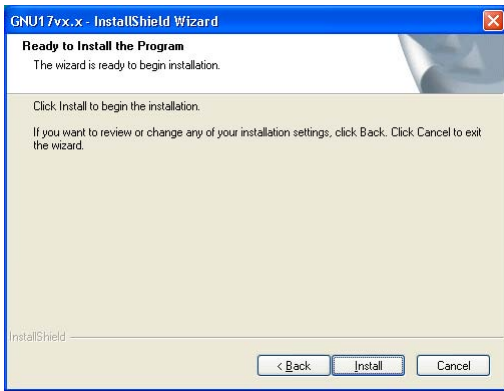 GNU17vx.x - InstallShield Wizard
Ready to Install the Program
The wizard is ready to begin installation.
Click Install to begin the installation.
If you want to review or change any of your installation settings, click Back. Click Cancel to exit
the wizard.
InstallShield
< Back Install Cancel